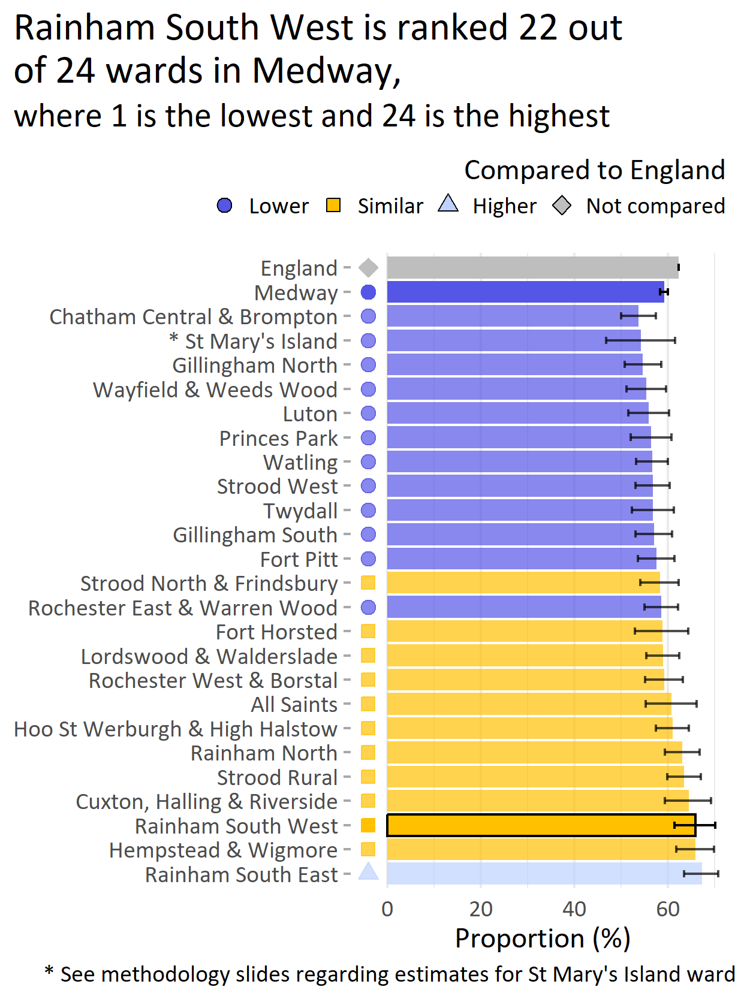 Rainham South West is ranked 22 out
of 24 wards in Medway,
where 1 is the lowest and 24 is the highest
Compared to England
Lower Similar Higher Not compared
England
Medway
Chatham Central & Brompton
* St Mary's Island
Gillingham North
Wayfield & Weeds Wood
Luton
Princes Park
Watling
Strood West
Twydall
Gillingham South
Fort Pitt
Strood North & Frindsbury
Rochester East & Warren Wood
Fort Horsted
Lordswood & Walderslade
Rochester West & Borstal
All Saints
Hoo St Werburgh & High Halstow
Rainham North
Strood Rural
Cuxton, Halling & Riverside
Rainham South West
Hempstead & Wigmore
Rainham South East
0 20 40 60
Proportion (%)
* See methodology slides regarding estimates for St Mary's Island ward